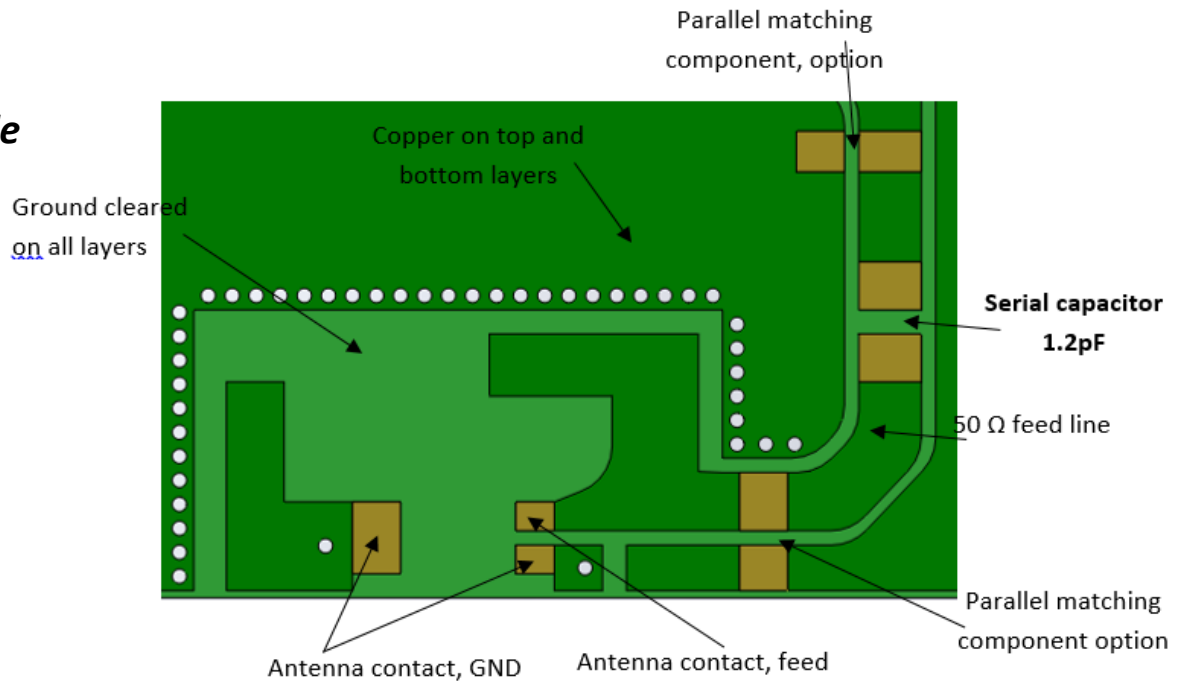 Parallel matching
component, option
Copper on top and
bottom layers
Ground cleared
on all layers
Serial capacitor
1.2pF
50 Ω feed line
Parallel matching
component option
Antenna contact, GND
Antenna contact, feed